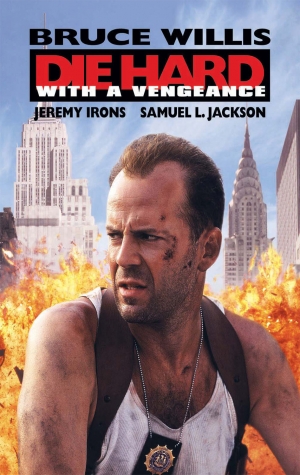 BRUCE WILLIS
DIE HARD
WITH A VENGEANCE
JEREMY IRONS SAMUEL L. JACKSON